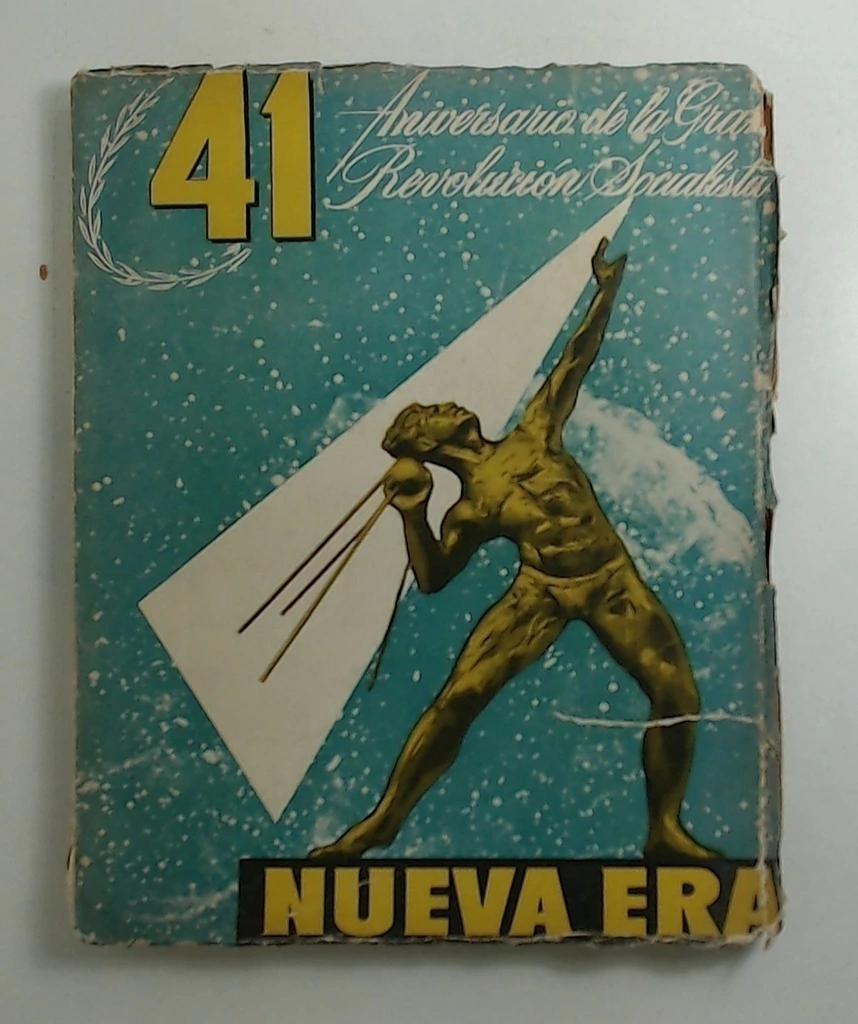 41
Aniversario de la Gran
Revolución Socialista
NUEVA ERA